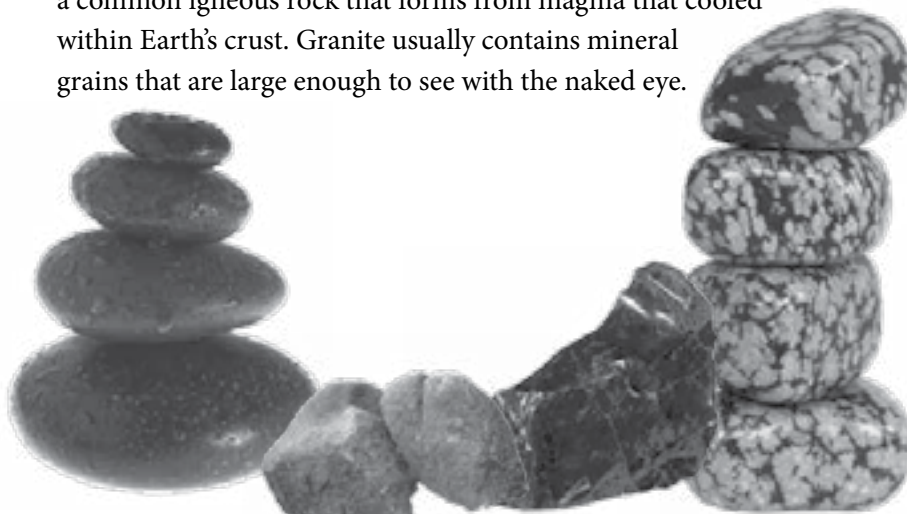 a common igneous rock that forms from magma that cooled
within Earth’s crust. Granite usually contains mineral
grains that are large enough to see with the naked eye.